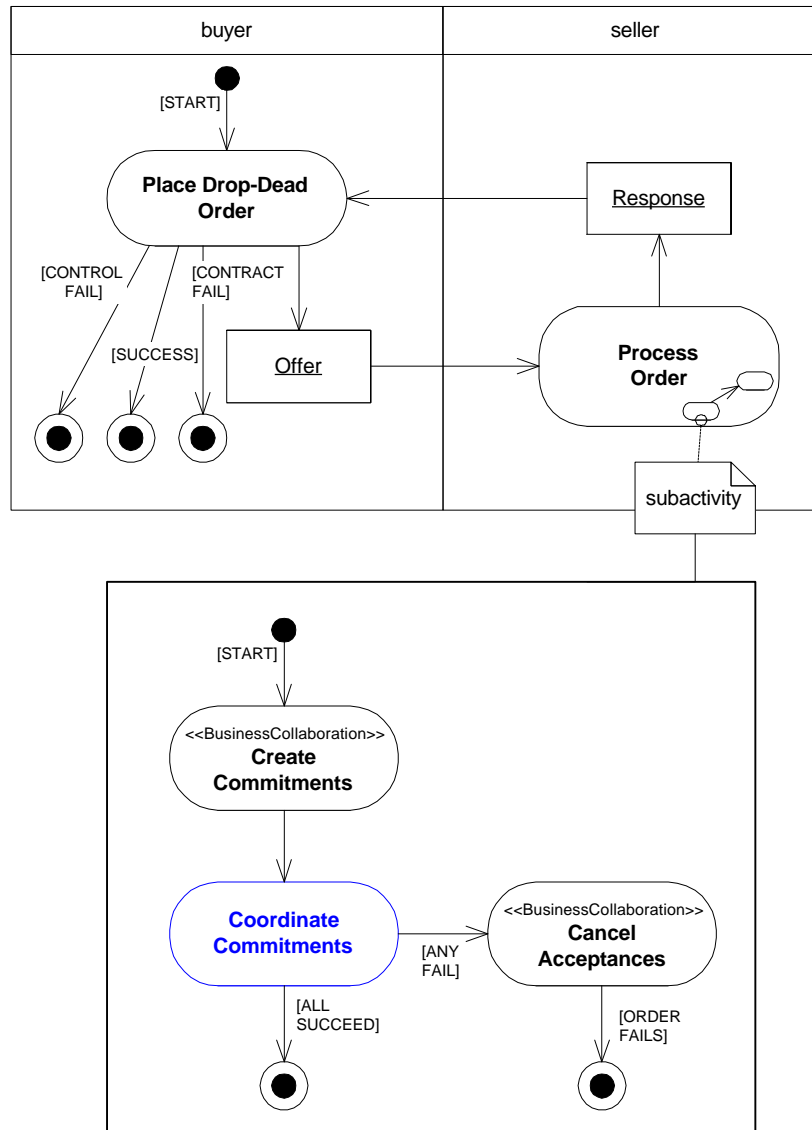 buyer
seller
[START]
Place Drop-Dead
Order
Response
[CONTROL
FAIL]
[CONTRACT
FAIL]
[SUCCESS]
Offer
Process
Order
subactivity
[START]
<<BusinessCollaboration>>
Create
Commitments
Coordinate
Commitments
[ANY
FAIL]
<<BusinessCollaboration>>
Cancel
Acceptances
[ALL
SUCCEED]
[ORDER
FAILS]